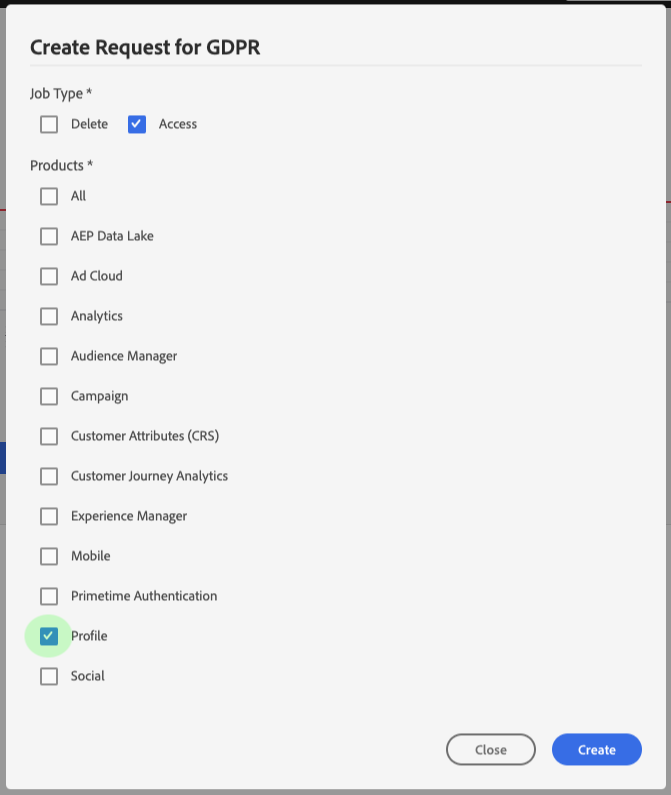 Create Request for GDPR
Job Type *
Delete Access
Products *
All
AEP Data Lake
Ad Cloud
Analytics
Audience Manager
Campaign
Customer Attributes (CRS)
Customer Journey Analytics
Experience Manager
Mobile
Primetime Authentication
Profile
Social
Close Create